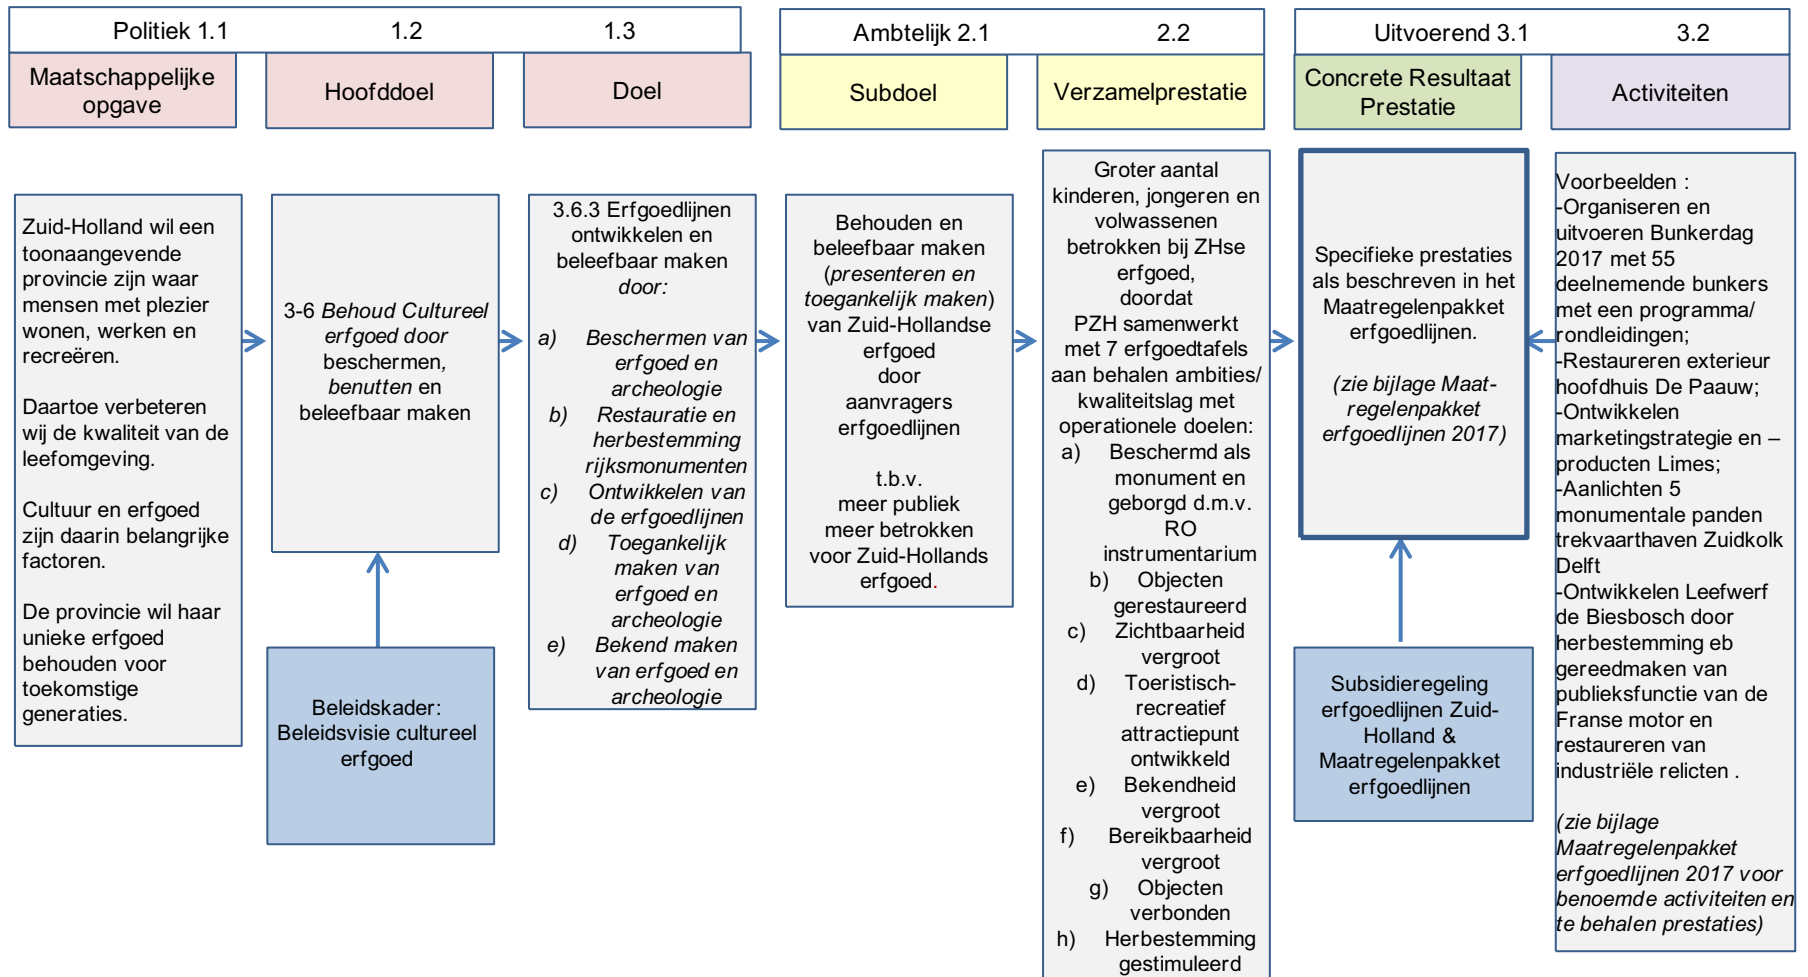 Politiek 1.1
1.2
1.3
Ambtelijk 2.1
2.2
Uitvoerend 3.1
3.2
Maatschappelijke
opgave
Hoofddoel
Doel
Subdoel
Verzamelprestatie
Concrete Resultaat
Prestatie
Activiteiten
Zuid-Holland wil een
toonaangevende
provincie zijn waar
mensen met plezier
wonen, werken en
recreëren.
Daartoe verbeteren
wij de kwaliteit van de
leefomgeving.
Cultuur en erfgoed
zijn daarin belangrijke
factoren.
De provincie wil haar
unieke erfgoed
behouden voor
toekomstige
generaties.
3-6 Behoud Cultureel
erfgoed door
beschermen,
benutten en
beleefbaar maken
Beleidskader:
Beleidsvisie cultureel
erfgoed
3.6.3 Erfgoedlijnen
ontwikkelen en
beleefbaar maken
door:
a) Beschermen van
erfgoed en
archeologie
b) Restauratie en
herbestemming
rijksmonumenten
c) Ontwikkelen van
de erfgoedlijnen
d) Toegankelijk
maken van
erfgoed en
archeologie
e) Bekend maken
van erfgoed en
archeologie
Behouden en
beleefbaar maken
(presenteren en
toegankelijk maken)
van Zuid-Hollandse
erfgoed
door
aanvragers
erfgoedlijnen
t.b.v.
meer publiek
meer betrokken
voor Zuid-Hollands
erfgoed.
Groter aantal
kinderen, jongeren en
volwassenen
betrokken bij ZHse
erfgoed,
doordat
PZH samenwerkt
met 7 erfgoedtafels
aan behalen ambities/
kwaliteitslag met
operationele doelen:
a) Beschermd als
monument en
geborgd d.m.v.
RO
instrumentarium
b) Objecten
gerestaureerd
c) Zichtbaarheid
vergroot
d) Toeristisch-
recreatief
attractiepunt
ontwikkeld
e) Bekendheid
vergroot
f) Bereikbaarheid
vergroot
g) Objecten
verbonden
h) Herbestemming
gestimuleerd
Specifieke prestaties
als beschreven in het
Maatregelenpakket
erfgoedlijnen.
(zie bijlage Maat-
regelenpakket
erfgoedlijnen 2017)
Subsidieregeling
erfgoedlijnen Zuid-
Holland &
Maatregelenpakket
erfgoedlijnen
Voorbeelden :
-Organiseren en
uitvoeren Bunkerdag
2017 met 55
deelnemende bunkers
met een programma/
rondleidingen;
-Restaureren exterieur
hoofdhuis De Paauw;
-Ontwikkelen
marketingstrategie en –
producten Limes;
-Aanlichten 5
monumentale panden
trekvaarthaven Zuidkolk
Delft
-Ontwikkelen Leefwerf
de Biesbosch door
herbestemming eb
gereedmaken van
publieksfunctie van de
Franse motor en
restaureren van
industriële relicten .
(zie bijlage
Maatregelenpakket
erfgoedlijnen 2017 voor
benoemde activiteiten en
te behalen prestaties)